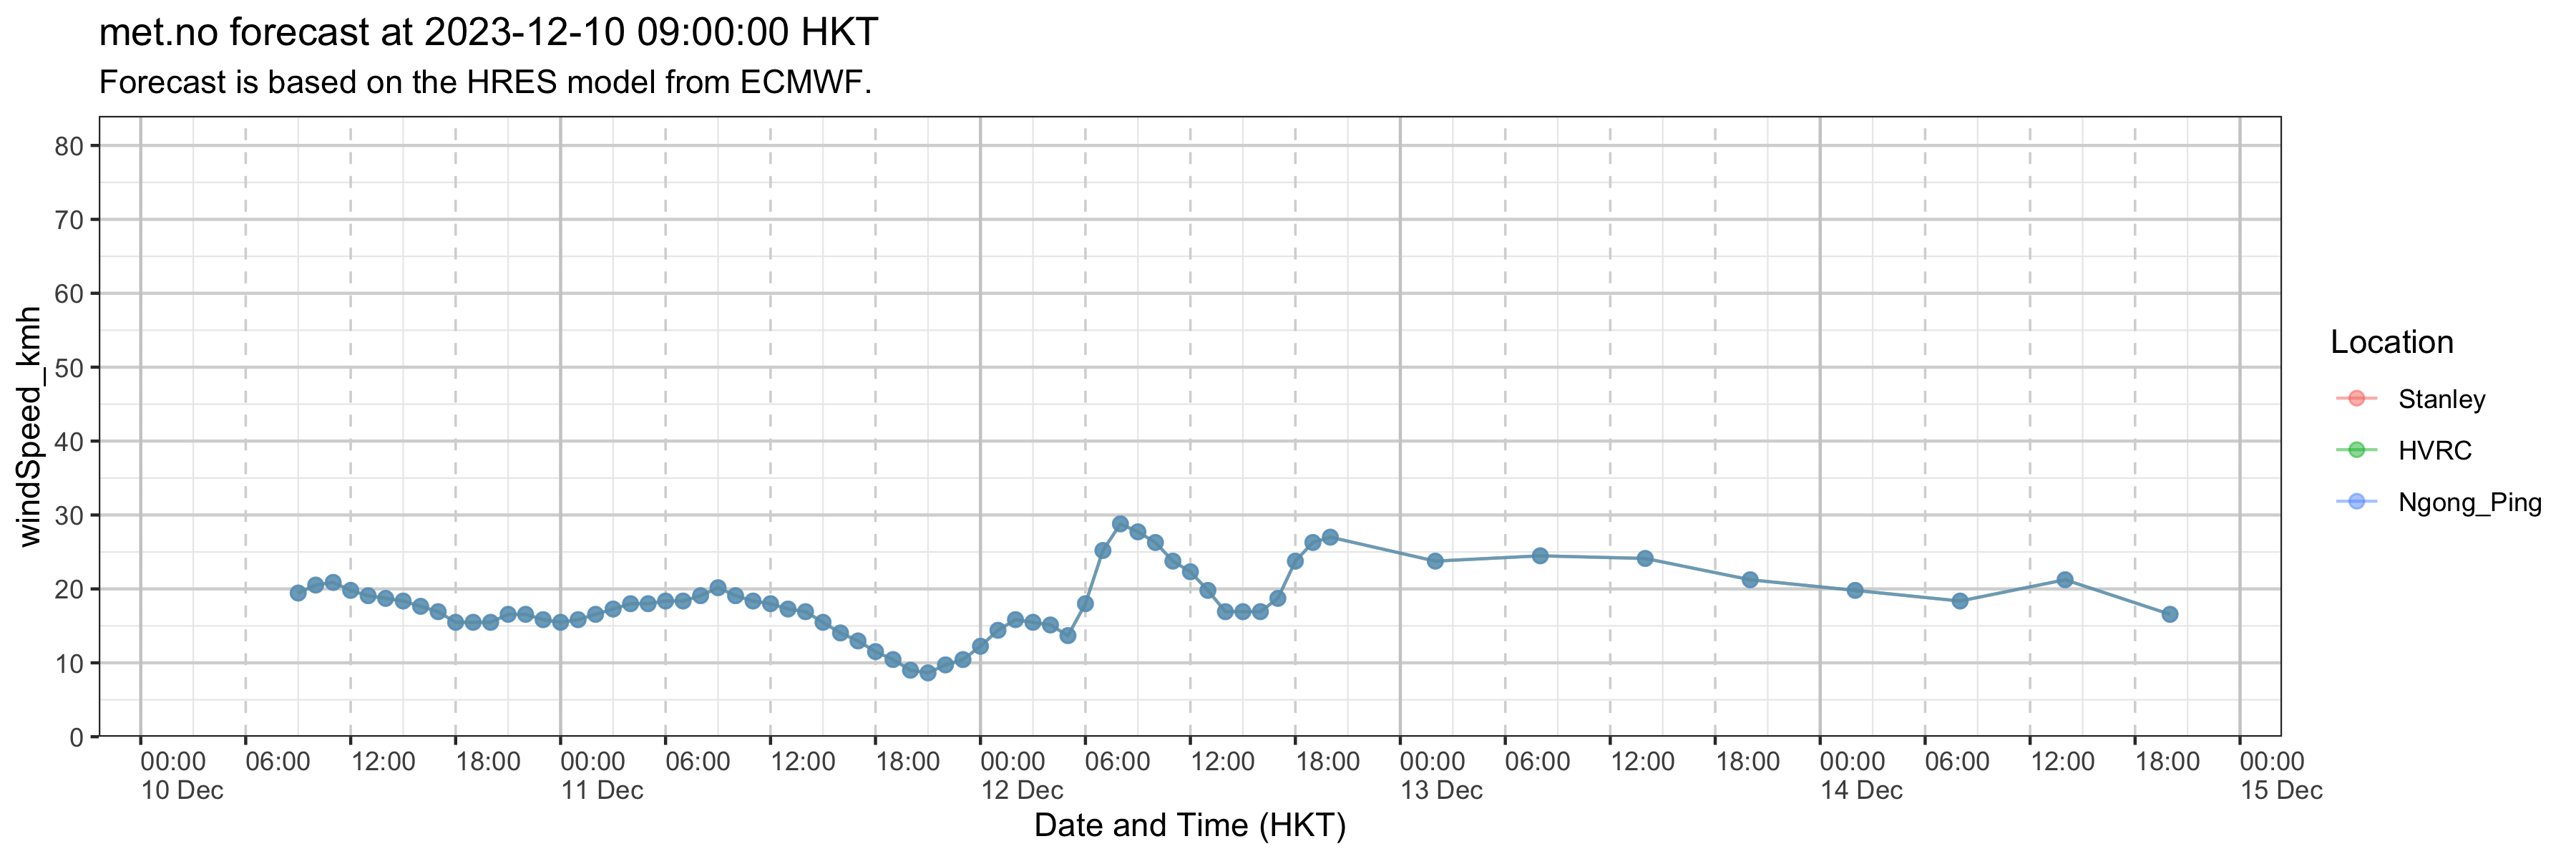 met.no forecast at 2023-12-10 09:00:00 HKT
Forecast is based on the HRES model from ECMWF.
windSpeed_kmh
80
70
60
50
40
30
20
10
0
00:00 06:00 12:00 18:00 00:00 06:00 12:00 18:00 00:00 06:00 12:00 18:00 00:00 06:00 12:00 18:00 00:00 06:00 12:00 18:00 00:00
10 Dec 11 Dec 12 Dec 13 Dec 14 Dec 15 Dec
Date and Time (HKT)
Location
Stanley
HVRC
Ngong_Ping